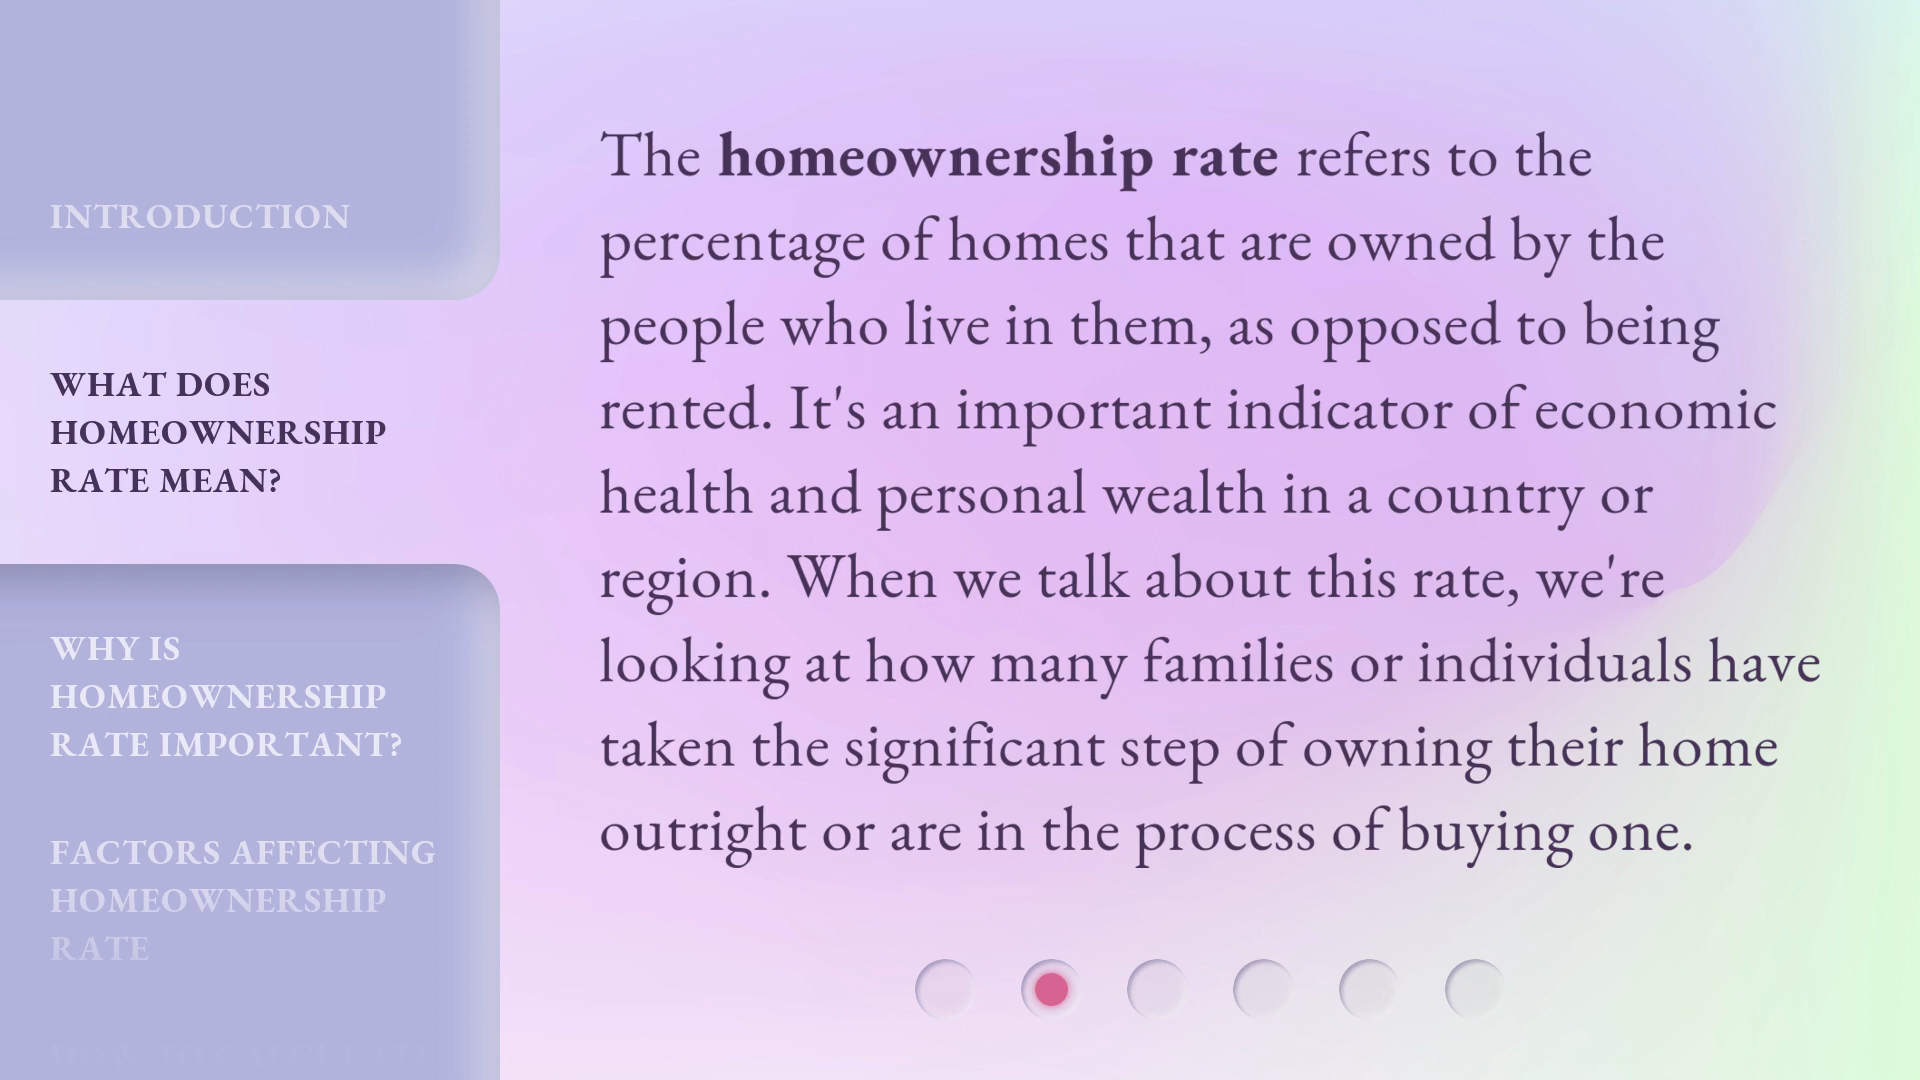 INTRODUCTION
WHAT DOES
HOMEOWNERSHIP
RATE MEAN?
WHY IS
HOMEOWNERSHIP
RATE IMPORTANT?
FACTORS AFFECTING
HOMEOWNERSHIP
RATE
HOW TO CALCULATE
The homeownership rate refers to the
percentage of homes that are owned by the
people who live in them, as opposed to being
rented. It's an important indicator of economic
health and personal wealth in a country or
region. When we talk about this rate, we're
looking at how many families or individuals have
taken the significant step of owning their home
outright or are in the process of buying one.